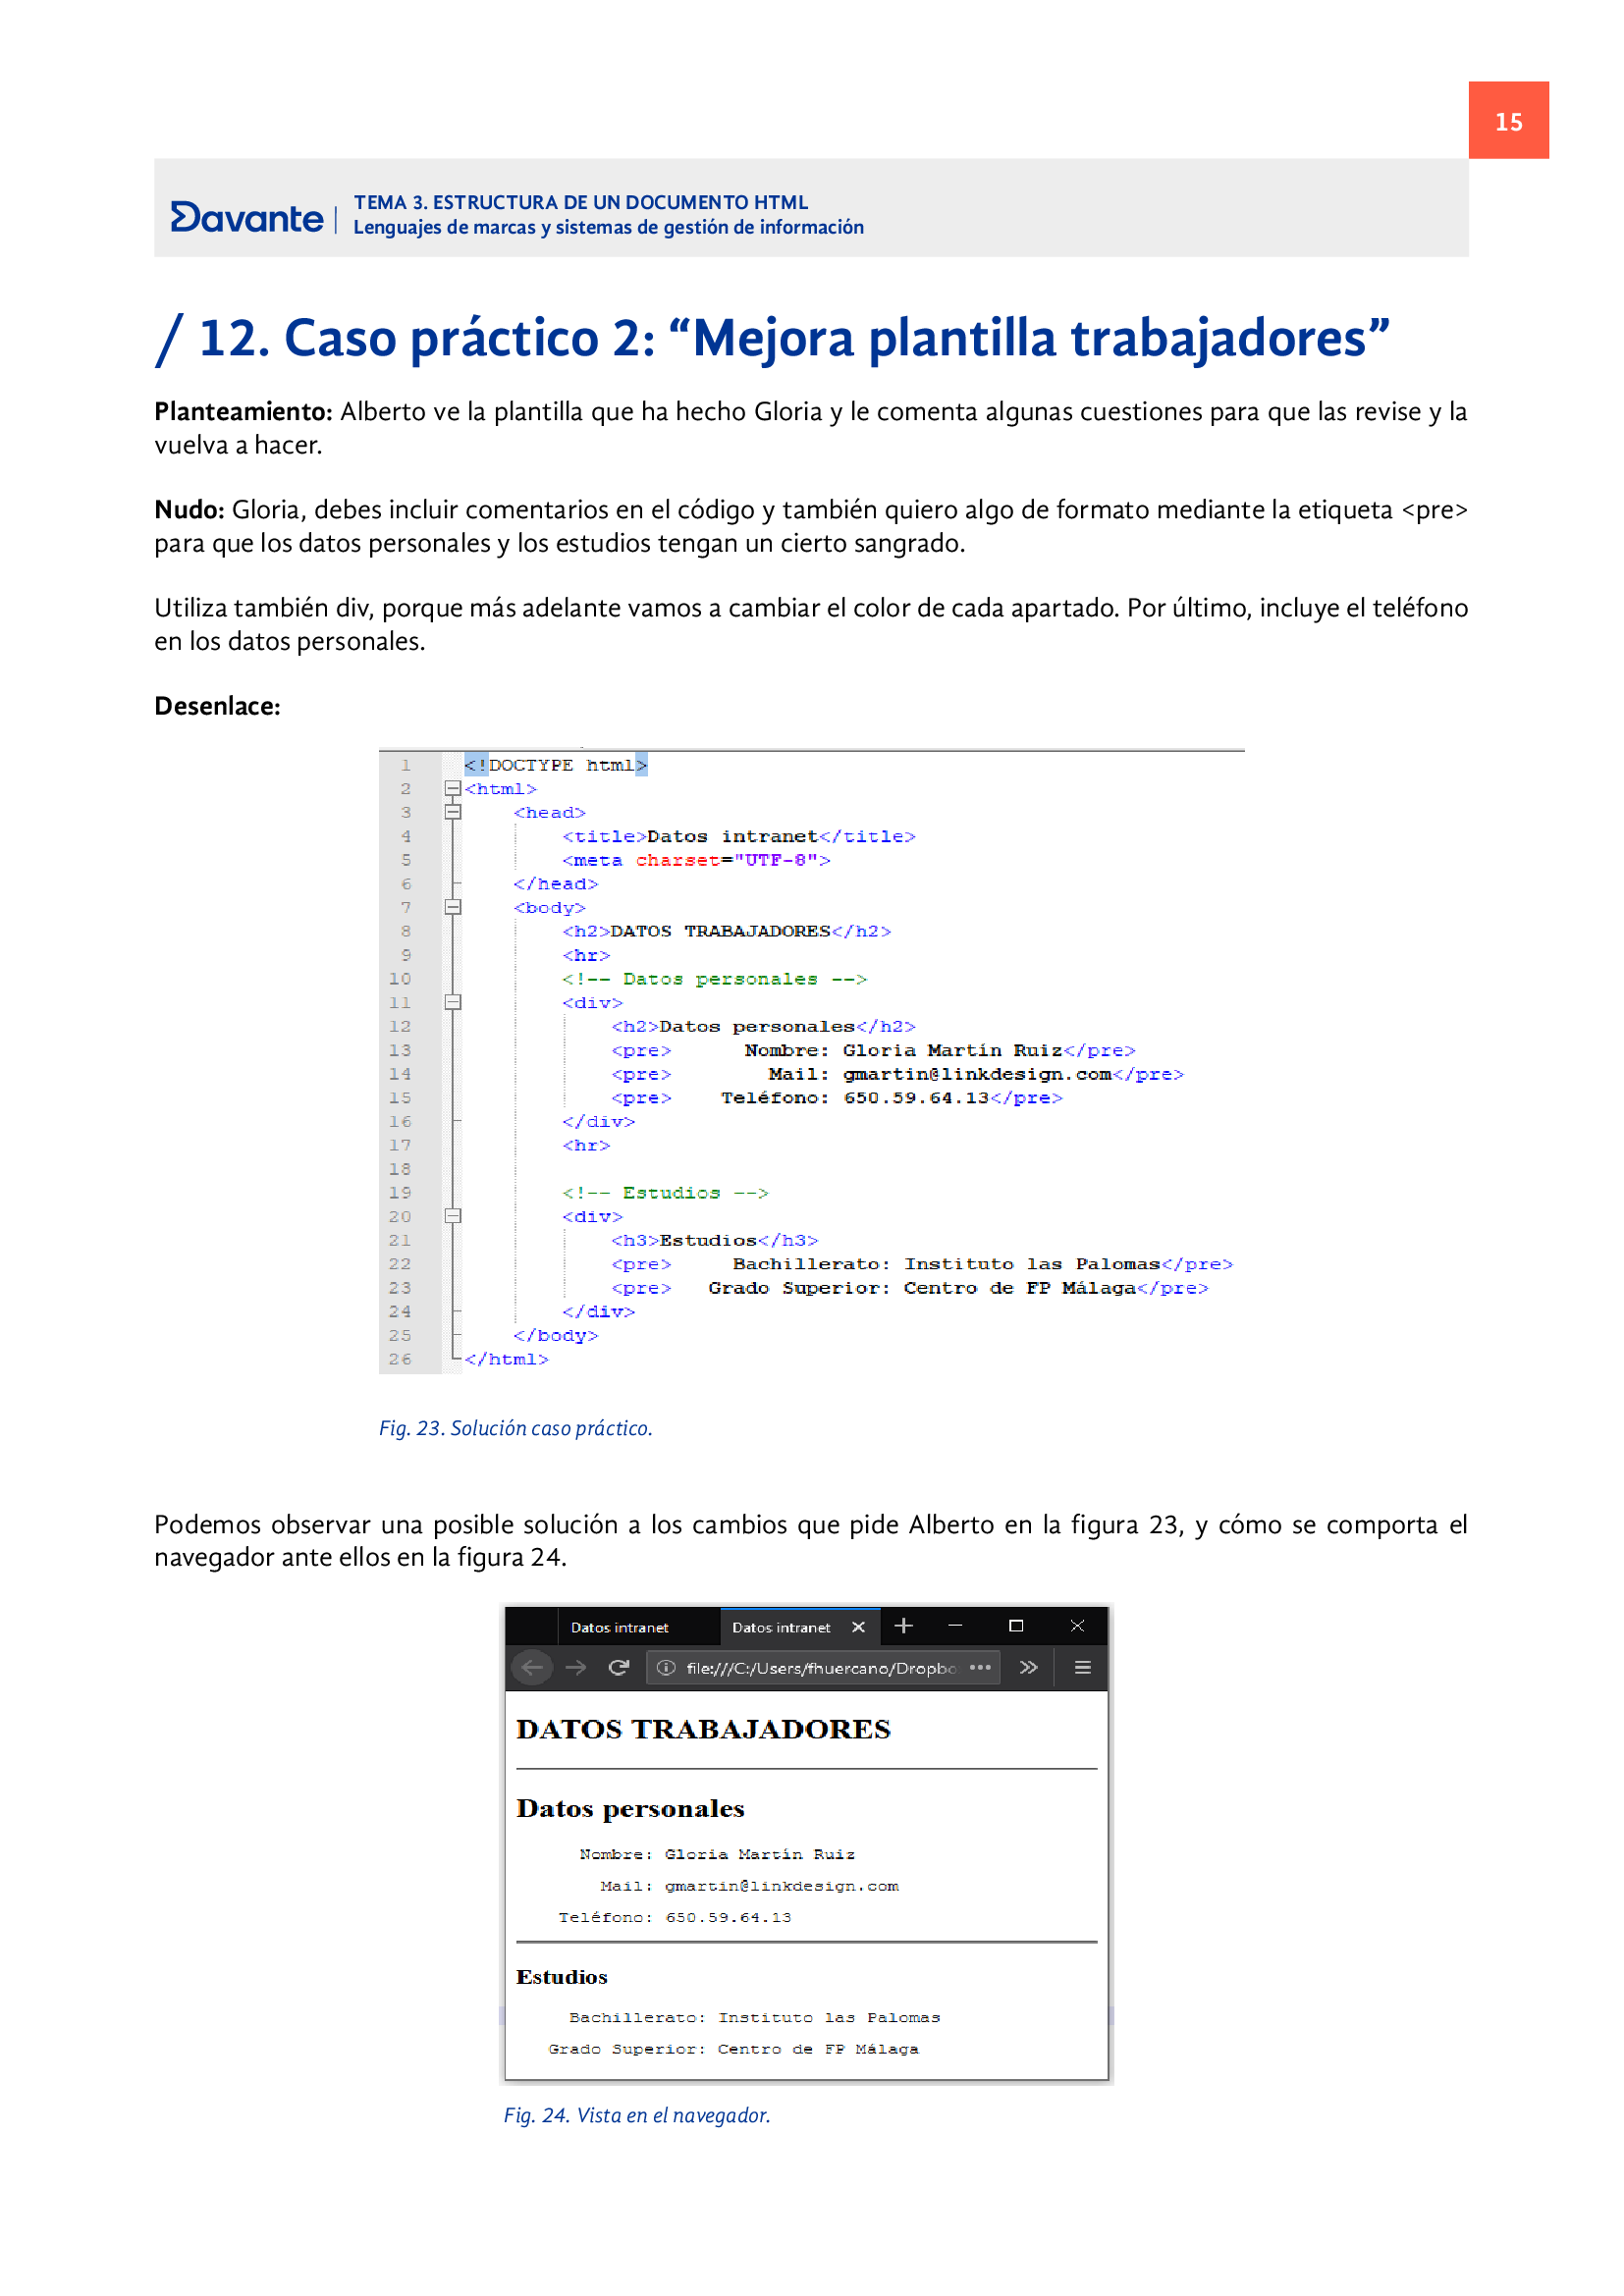 15
Davante
TEMA 3. ESTRUCTURA DE UN DOCUMENTO HTML
Lenguajes de marcas y sistemas de gestión de información
/ 12. Caso práctico 2: “Mejora plantilla trabajadores”
Planteamiento: Alberto ve la plantilla que ha hecho Gloria y le comenta algunas cuestiones para que las revise y la
vuelva a hacer.
Nudo: Gloria, debes incluir comentarios en el código y también quiero algo de formato mediante la etiqueta <pre>
para que los datos personales y los estudios tengan un cierto sangrado.
Utiliza también div, porque más adelante vamos a cambiar el color de cada apartado. Por último, incluye el teléfono
en los datos personales.
Desenlace:
1 <!DOCTYPE html>
2 <html>
3     <head>
4         <title>Datos intranet</title>
5         <meta charset="UTF-8">
6     </head>
7     <body>
8         <h2>DATOS TRABAJADORES</h2>
9         <hr>
10         <!-- Datos personales -->
11         <div>
12             <h2>Datos personales</h2>
13             <pre>      Nombre: Gloria Martín Ruiz</pre>
14             <pre>        Mail: gmartin@linkdesign.com</pre>
15             <pre>    Teléfono: 650.59.64.13</pre>
16         </div>
17         <hr>
18
19         <!-- Estudios -->
20         <div>
21             <h3>Estudios</h3>
22             <pre>     Bachillerato: Instituto las Palomas</pre>
23             <pre>   Grado Superior: Centro de FP Málaga</pre>
24         </div>
25     </body>
26 </html>
Fig. 23. Solución caso práctico.
Podemos observar una posible solución a los cambios que pide Alberto en la figura 23, y cómo se comporta el
navegador ante ellos en la figura 24.
Datos intranet Datos intranet
file:///C:/Users/fhuercano/Dropbo
DATOS TRABAJADORES
Datos personales
Nombre: Gloria Martín Ruiz
Mail: gmartin@linkdesign.com
Teléfono: 650.59.64.13
Estudios
Bachillerato: Instituto las Palomas
Grado Superior: Centro de FP Málaga
Fig. 24. Vista en el navegador.